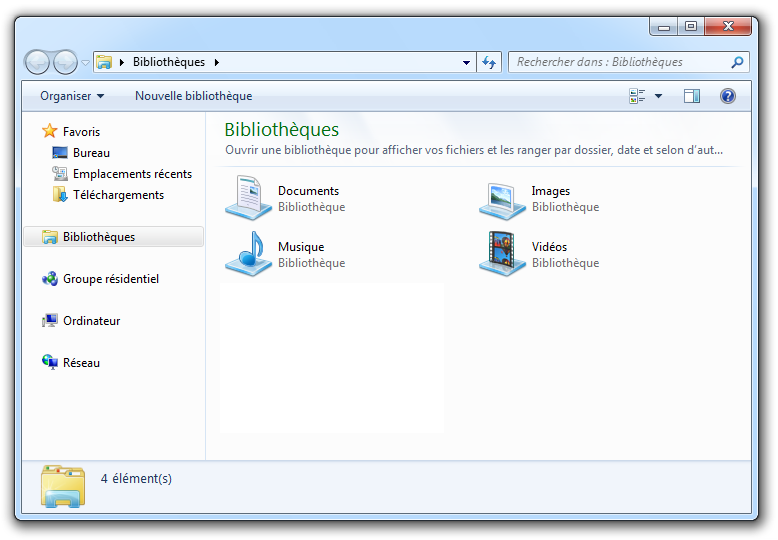 Bibliothèques
Rechercher dans : Bibliothèques
Organiser
Nouvelle bibliothèque
Favoris
Bureau
Emplacements récents
Téléchargements
Bibliothèques
Groupe résidentiel
Ordinateur
Réseau
Bibliothèques
Ouvrir une bibliothèque pour afficher vos fichiers et les ranger par dossier, date et selon d'aut...
Documents
Bibliothèque
Images
Bibliothèque
Musique
Bibliothèque
Vidéos
Bibliothèque
4 élément(s)